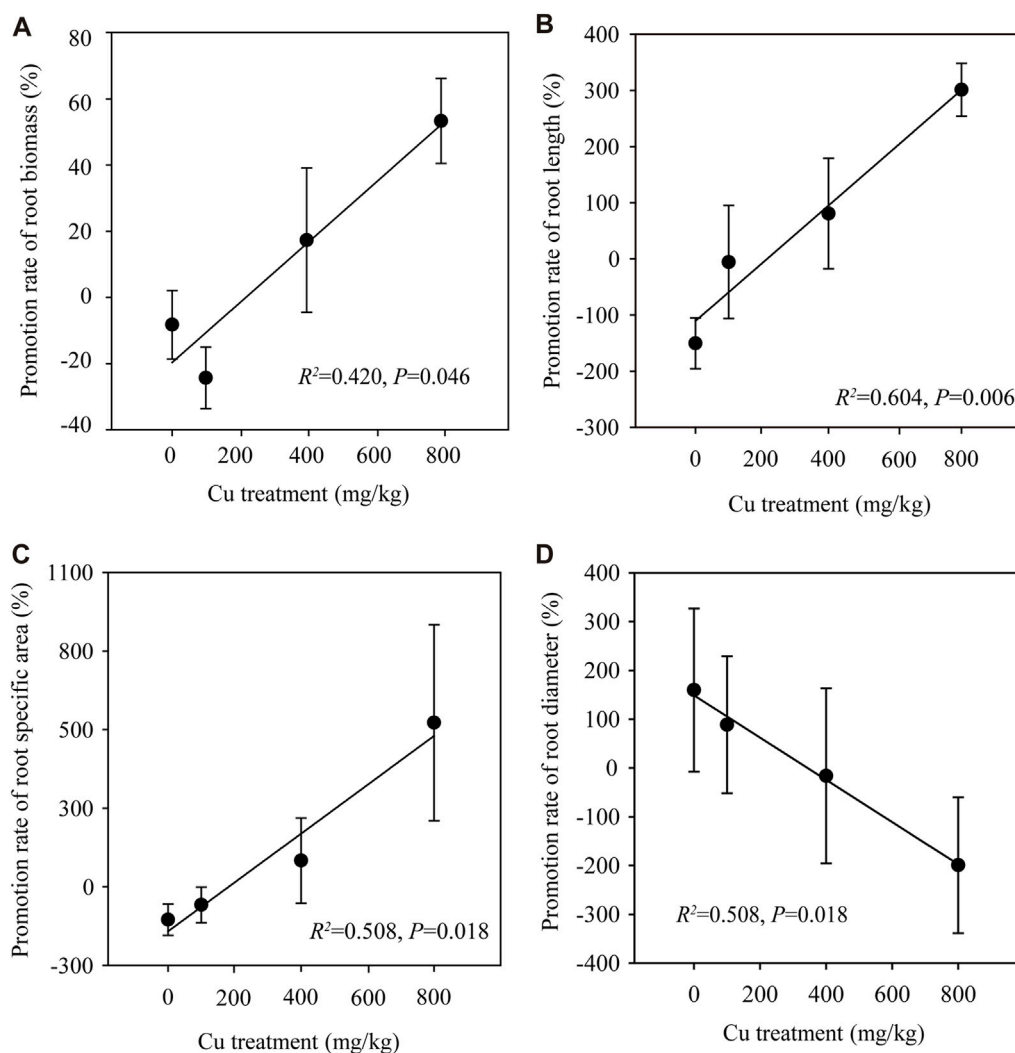 A
Promotion rate of root biomass (%)
80
60
40
20
0
-20
-40
R²=0.420, P=0.046
0 200 400 600 800
Cu treatment (mg/kg)
B
Promotion rate of root length (%)
400
300
200
100
0
-100
-200
-300
R²=0.604, P=0.006
0 200 400 600 800
Cu treatment (mg/kg)
C
Promotion rate of root specific area (%)
1100
800
500
300
0
-300
R²=0.508, P=0.018
0 200 400 600 800
Cu treatment (mg/kg)
D
Promotion rate of root diameter (%)
400
300
200
100
0
-100
-200
-300
-400
R²=0.508, P=0.018
0 200 400 600 800
Cu treatment (mg/kg)